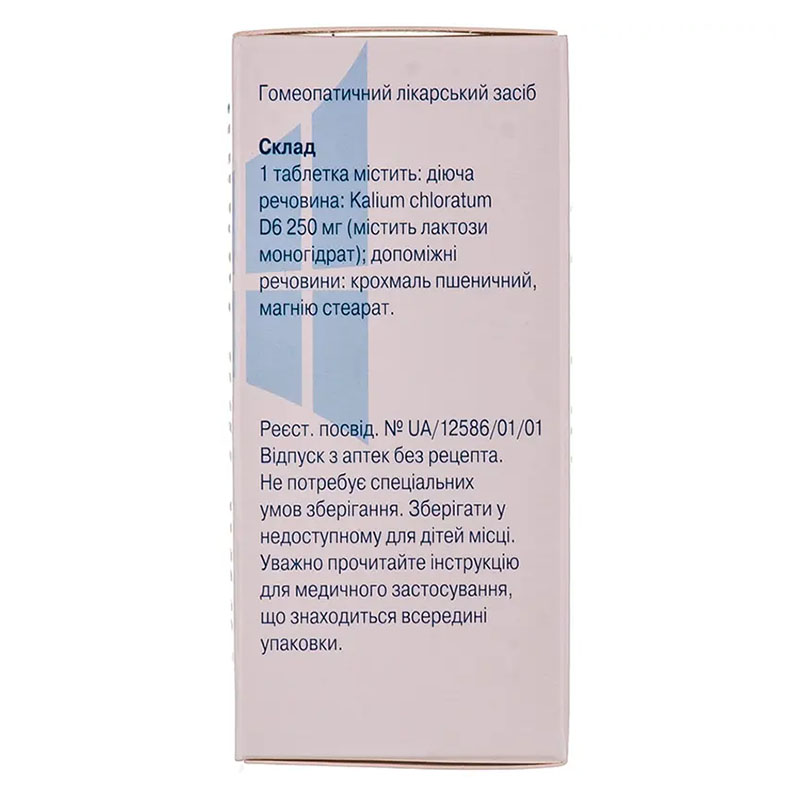 Гомеопатичний лікарський засіб
Склад
1 таблетка містить: діюча
речовина: Kalium chloratum
D6 250 мг (містить лактози
моногідрат); допоміжні
речовини: крохмаль пшеничний,
магнію стеарат.
Реєст. посвід. № UA/12586/01/01
Відпуск з аптек без рецепта.
Не потребує спеціальних
умов зберігання. Зберігати у
недоступному для дітей місці.
Уважно прочитайте інструкцію
для медичного застосування,
що знаходиться всередині
упаковки.